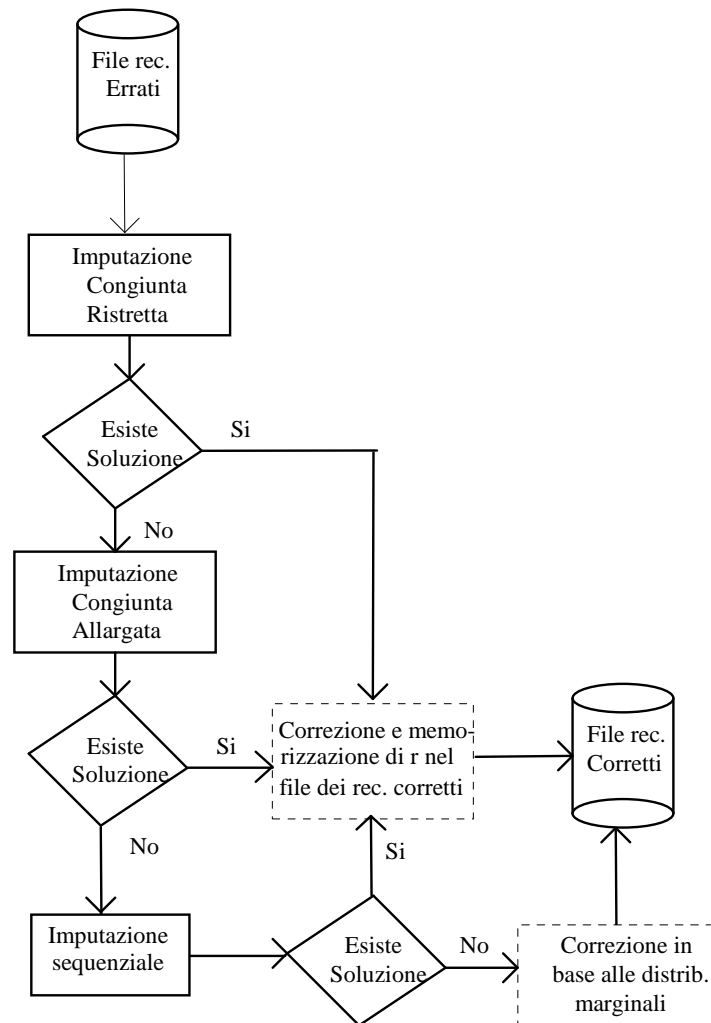 File rec.
Errati
Imputazione
Congiunta
Ristretta
Esiste
Soluzione
Si
No
Imputazione
Congiunta
Allargata
Esiste
Soluzione
Si
No
Correzione e memo-
rizzazione di r nel
file dei rec. corretti
File rec.
Corretti
Si
Imputazione
sequenziale
Esiste
Soluzione
No
Correzione in
base alle distrib.
marginali